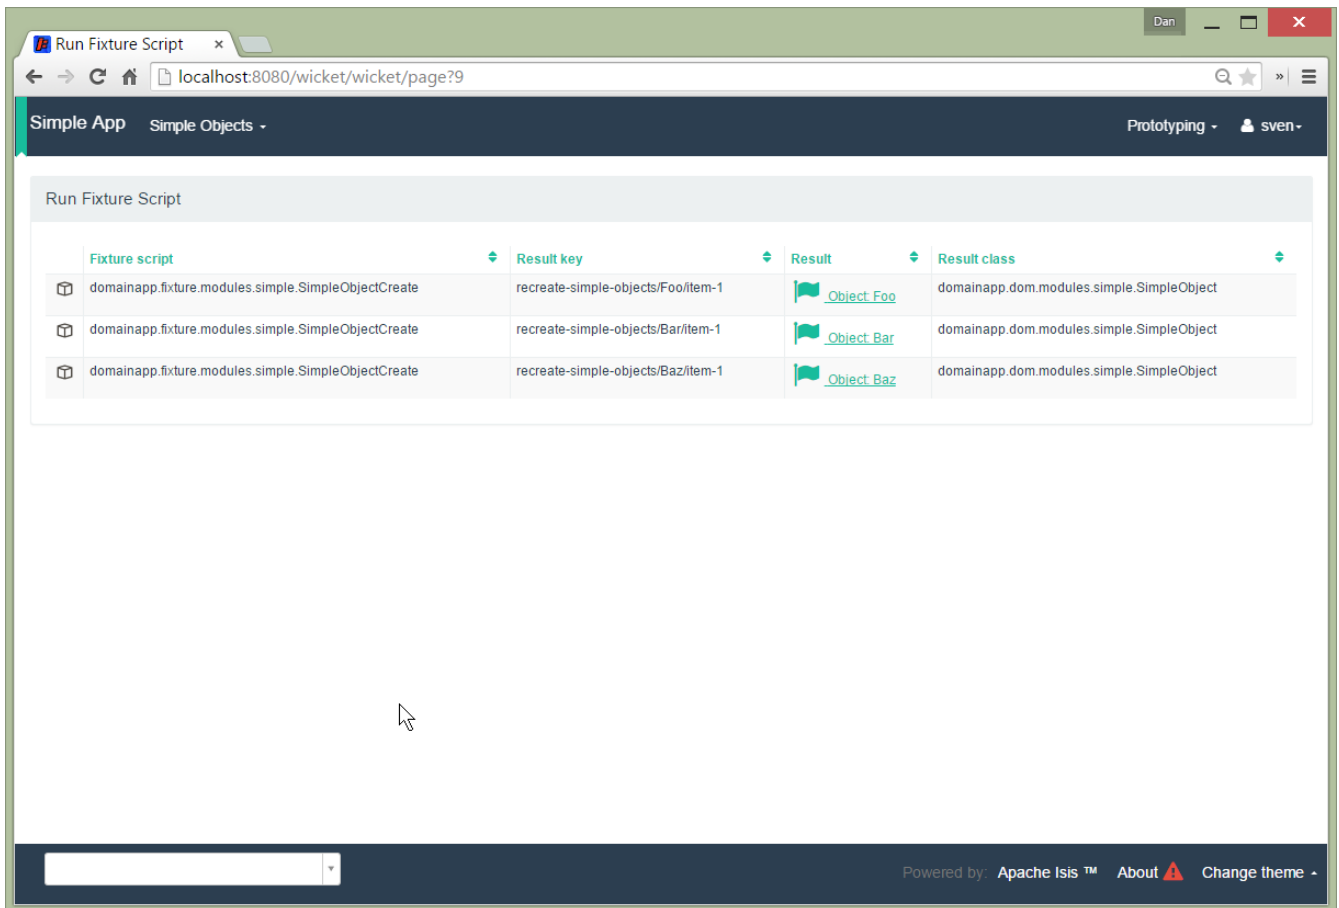 Dan
Run Fixture Script
localhost:8080/wicket/wicket/page?9
Simple App Simple Objects Prototyping sven
Run Fixture Script
Fixture script Result key Result Result class
domainapp.fixture.modules.simple.SimpleObjectCreate recreate-simple-objects/Foo/item-1 Object: Foo domainapp.dom.modules.simple.SimpleObject
domainapp.fixture.modules.simple.SimpleObjectCreate recreate-simple-objects/Bar/item-1 Object: Bar domainapp.dom.modules.simple.SimpleObject
domainapp.fixture.modules.simple.SimpleObjectCreate recreate-simple-objects/Baz/item-1 Object: Baz domainapp.dom.modules.simple.SimpleObject
Powered by: Apache Isis ™ About Change theme